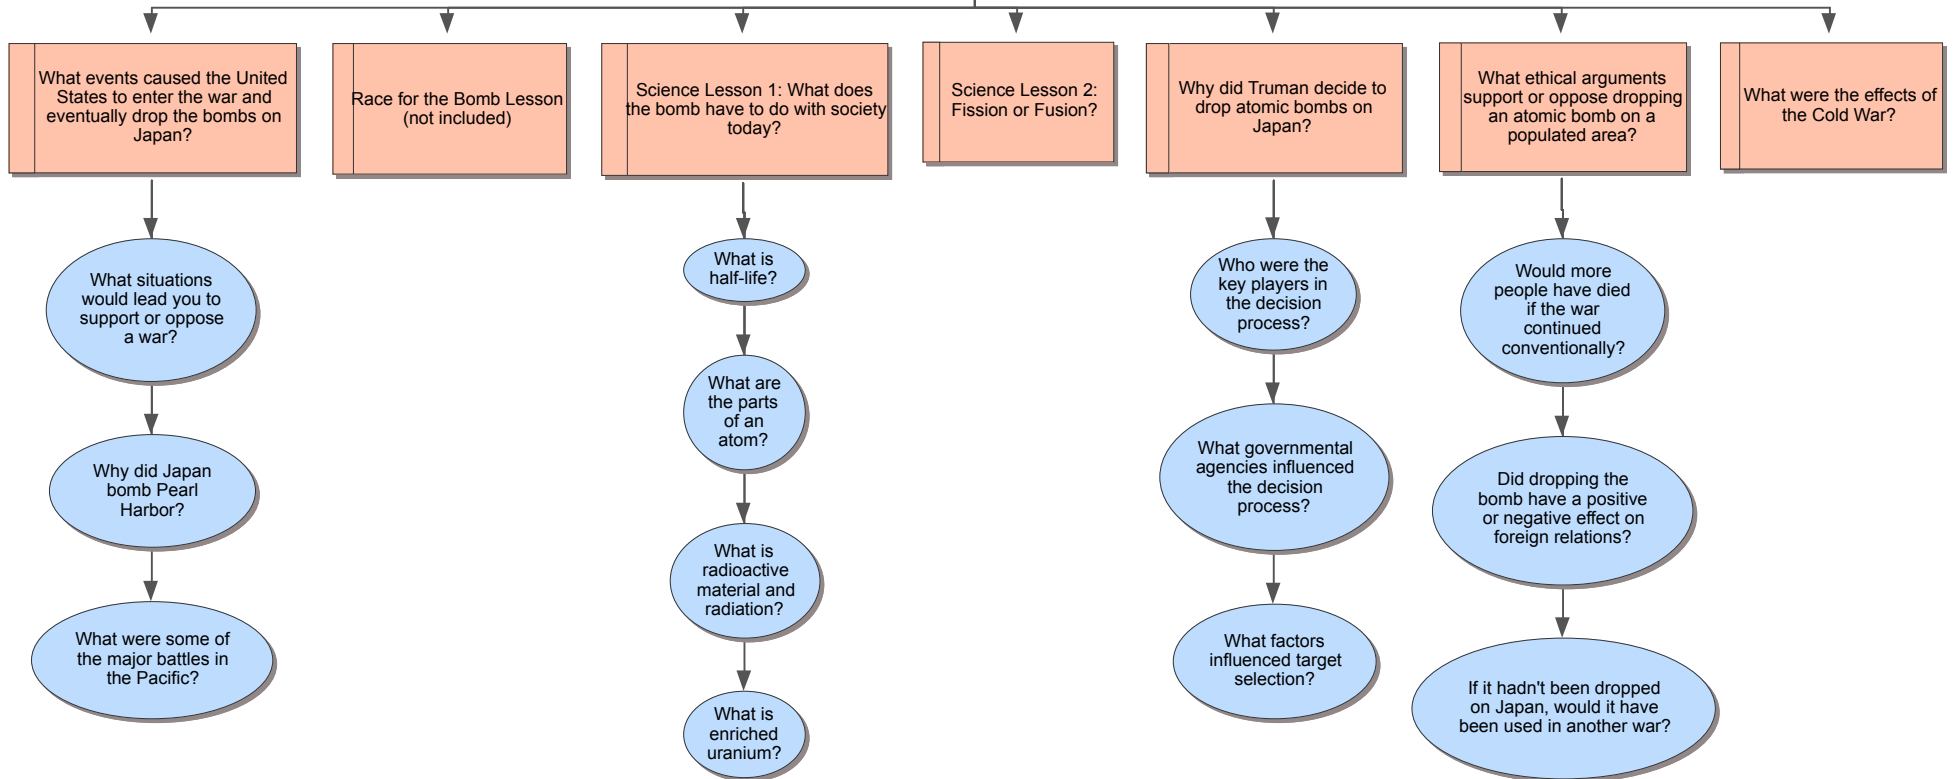 What events caused the United
States to enter the war and
eventually drop the bombs on
Japan?
Race for the Bomb Lesson
(not included)
Science Lesson 1: What does
the bomb have to do with society
today?
Science Lesson 2:
Fission or Fusion?
Why did Truman decide to
drop atomic bombs on
Japan?
What ethical arguments
support or oppose dropping
an atomic bomb on a
populated area?
What were the effects of
the Cold War?
What situations
would lead you to
support or oppose
a war?
Why did Japan
bomb Pearl
Harbor?
What were some of
the major battles in
the Pacific?
What is
half-life?
What are
the parts
of an
atom?
What is
radioactive
material and
radiation?
What is
enriched
uranium?
Who were the
key players in
the decision
process?
What governmental
agencies influenced
the decision
process?
What factors
influenced target
selection?
Would more
people have died
if the war
continued
conventionally?
Did dropping the
bomb have a positive
or negative effect on
foreign relations?
If it hadn't been dropped
on Japan, would it have
been used in another war?